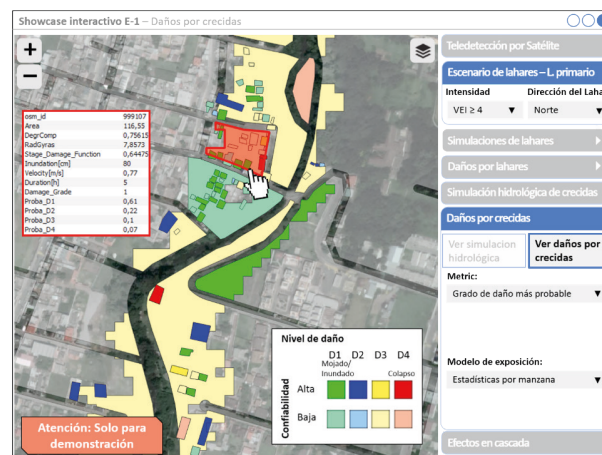 Showcase interactivo E-1 – Daños por crecidas
+
−
osm_id 999107
Area 116,55
DegrComp 0,75615
RadGyras 7,8573
Stage_Damage_Function 0,64475
Inundation[cm] 80
Velocity[m/s] 0,77
Duration[h] 5
Damage_Grade 1
Proba_D1 0,61
Proba_D2 0,22
Proba_D3 0,1
Proba_D4 0,07
Nivel de daño
D1 D2 D3 D4
Mojado/
Inundado Colapso
Confiabilidad
Alta
Baja
Atención: Solo para
demonstración
Teledetección por Satélite
Escenario de lahares – L. primario
Intensidad Dirección del Laha
VEI ≥ 4 ▼ Norte ▼
Simulaciones de
lahares
Daños por lahares
Simulación hidrológica de crecidas
Daños por crecidas
Ver simulacion
hidrológica
Ver daños por
crecidas
Metric:
Grado de daño más probable ▼
Modelo de exposición:
Estadísticas por manzana ▼
Efectos en cascada